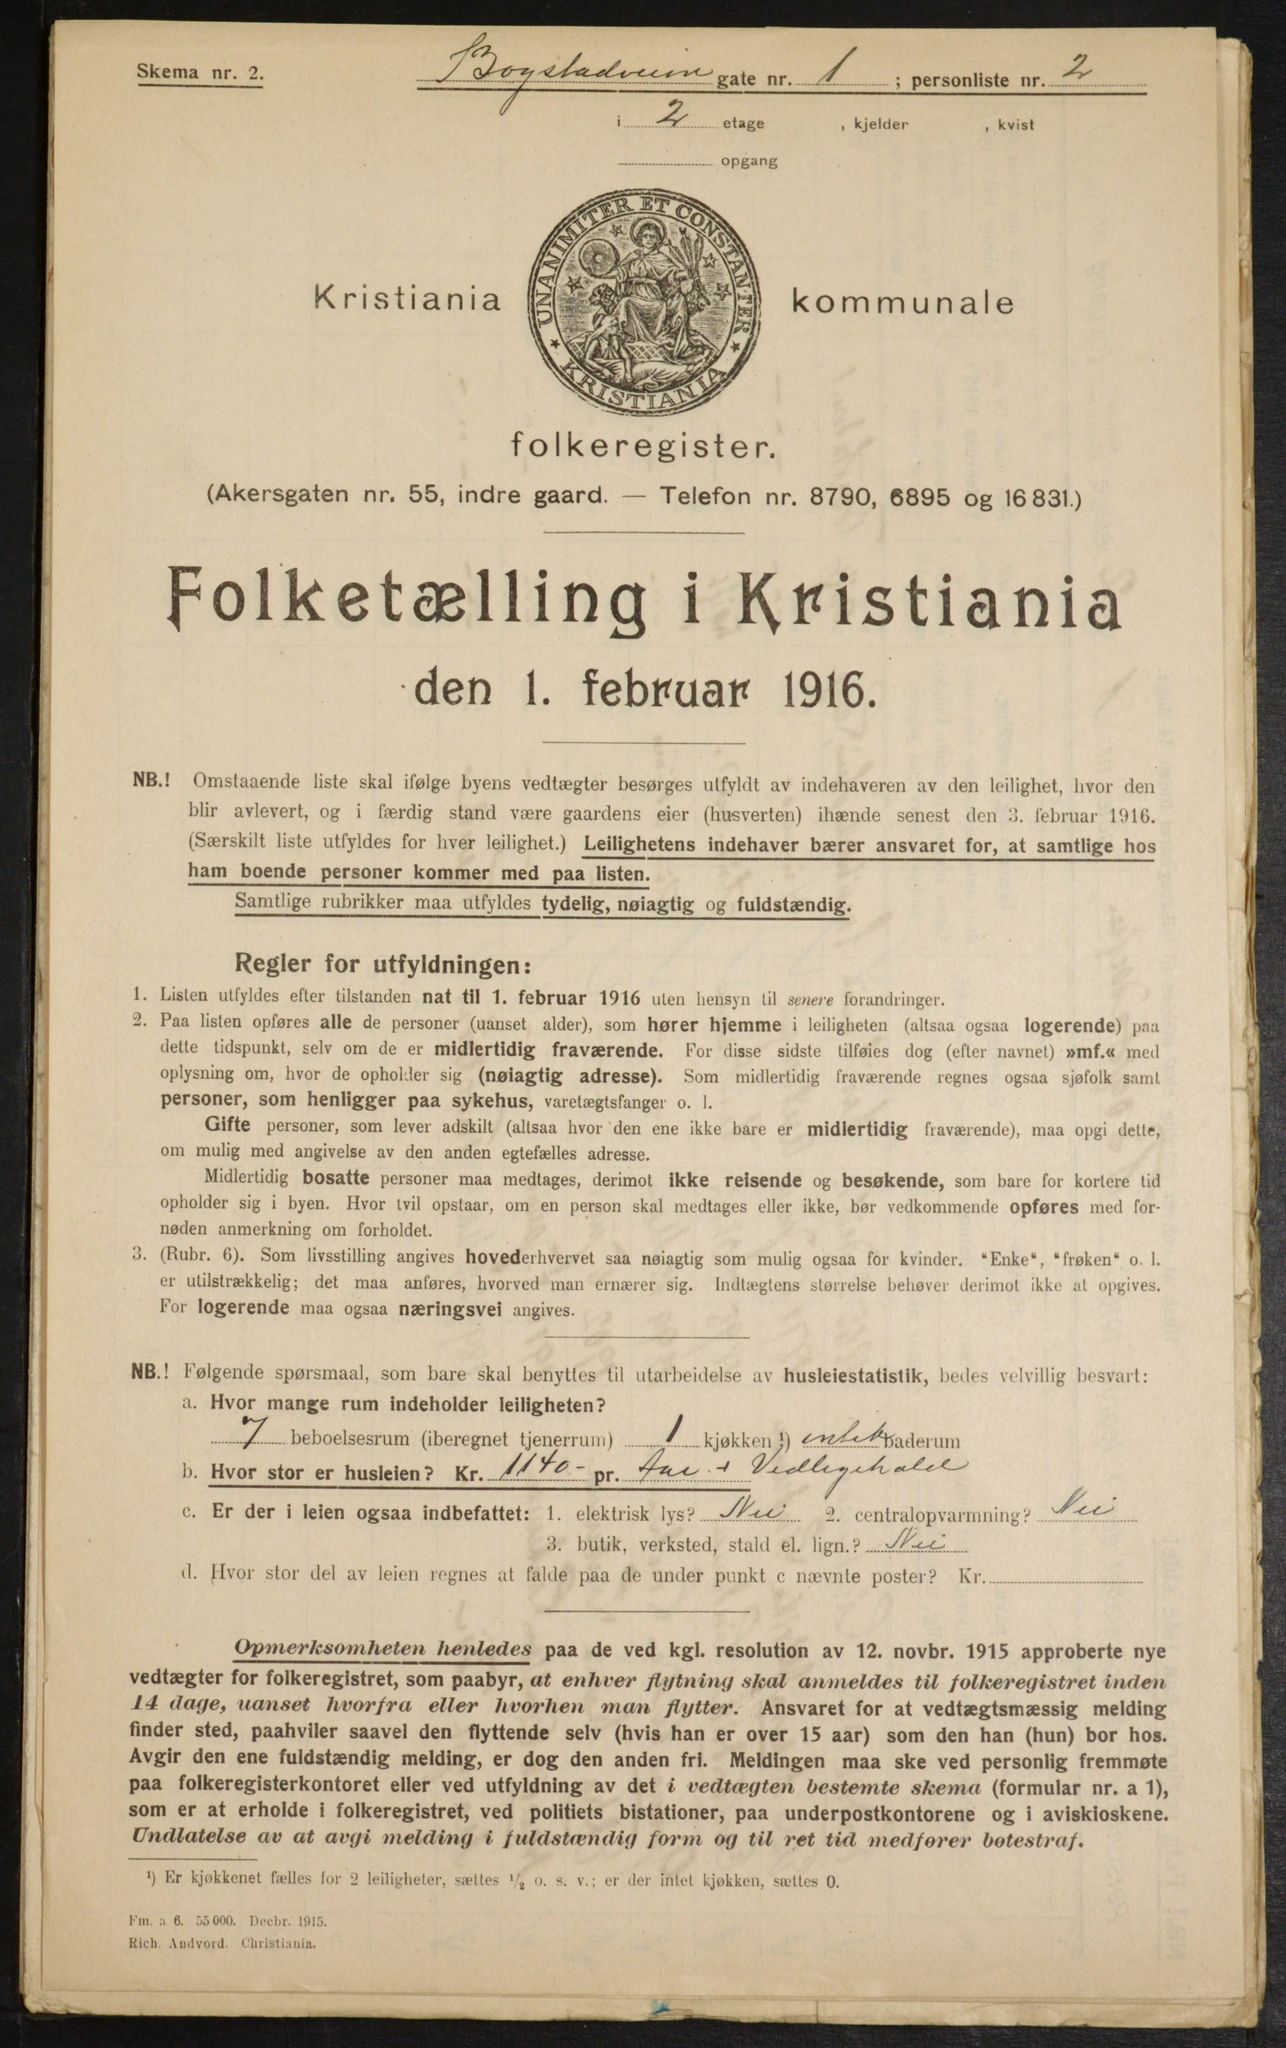 Skema nr. 2.
Bogstadveien gate nr. 1 ; personliste nr. 2
i 2 etage , kjelder , kvist
opgang
UNANIMITER ET CONSTANTER
KRISTIANIA
Kristiania kommunale
folkeregister.
(Akersgaten nr. 55, indre gaard. — Telefon nr. 8790, 6895 og 16 831.)
Folketælling i Kristiania
den 1. februar 1916.
NB.! Omstaaende liste skal ifølge byens vedtægter besørges utfyldt av indehaveren av den leilighet, hvor den
blir avlevert, og i færdig stand være gaardens eier (husverten) ihænde senest den 3. februar 1916.
(Særskilt liste utfyldes for hver leilighet.) Leilighetens indehaver bærer ansvaret for, at samtlige hos
ham boende personer kommer med paa listen.
Samtlige rubrikker maa utfyldes tydelig, nøiagtig og fuldstændig.
Regler for utfyldningen:
1. Listen utfyldes efter tilstanden nat til 1. februar 1916 uten hensyn til senere forandringer.
2. Paa listen opføres alle de personer (uanset alder), som hører hjemme i leiligheten (altsaa ogsaa logerende) paa
dette tidspunkt, selv om de er midlertidig fraværende. For disse sidste tilføies dog (efter navnet) »mf.« med
oplysning om, hvor de opholder sig (nøiagtig adresse). Som midlertidig fraværende regnes ogsaa sjøfolk samt
personer, som henligger paa sykehus, varetægtsfanger o. l.
Gifte personer, som lever adskilt (altsaa hvor den ene ikke bare er midlertidig fraværende), maa opgi dette,
om mulig med angivelse av den anden egtefælles adresse.
Midlertidig bosatte personer maa medtages, derimot ikke reisende og besøkende, som bare for kortere tid
opholder sig i byen. Hvor tvil opstaar, om en person skal medtages eller ikke, bør vedkommende opføres med for-
nøden anmerkning om forholdet.
3. (Rubr. 6). Som livsstilling angives hovederhvervet saa nøiagtig som mulig ogsaa for kvinder. “Enke“, “frøken“ o. l.
er utilstrækkelig; det maa anføres, hvorved man ernærer sig. Indtægtens størrelse behøver derimot ikke at opgives.
For logerende maa ogsaa næringsvei angives.
NB.! Følgende spørsmaal, som bare skal benyttes til utarbeidelse av husleiestatistik, bedes velvillig besvart:
a. Hvor mange rum indeholder leiligheten?
7 beboelsesrum (iberegnet tjenerrum) 1 kjøkken ¹) intet baderum
b. Hvor stor er husleien? Kr. 1140- pr. Aar + Vedligehold
c. Er der i leien ogsaa indbefattet: 1. elektrisk lys? Nei 2. centralopvarmning? Nei
3. butik, verksted, stald el. lign.? Nei
d. Hvor stor del av leien regnes at falde paa de under punkt c nævnte poster? Kr.
Opmerksomheten henledes paa de ved kgl. resolution av 12. novbr. 1915 approberte nye
vedtægter for folkeregistret, som paabyr, at enhver flytning skal anmeldes til folkeregistret inden
14 dage, uanset hvorfra eller hvorhen man flytter. Ansvaret for at vedtægtsmæssig melding
finder sted, paahviler saavel den flyttende selv (hvis han er over 15 aar) som den han (hun) bor hos.
Avgir den ene fuldstændig melding, er dog den anden fri. Meldingen maa ske ved personlig fremmøte
paa folkeregisterkontoret eller ved utfyldning av det i vedtægten bestemte skema (formular nr. a 1),
som er at erholde i folkeregistret, ved politiets bistationer, paa underpostkontorene og i aviskioskene.
Undlatelse av at avgi melding i fuldstændig form og til ret tid medfører bøtestraf.
¹) Er kjøkkenet fælles for 2 leiligheter, sættes ½ o. s. v.; er der intet kjøkken, sættes 0.
Fm. a 6. 55 000. Decbr. 1915.
Rich. Andvord. Christiania.